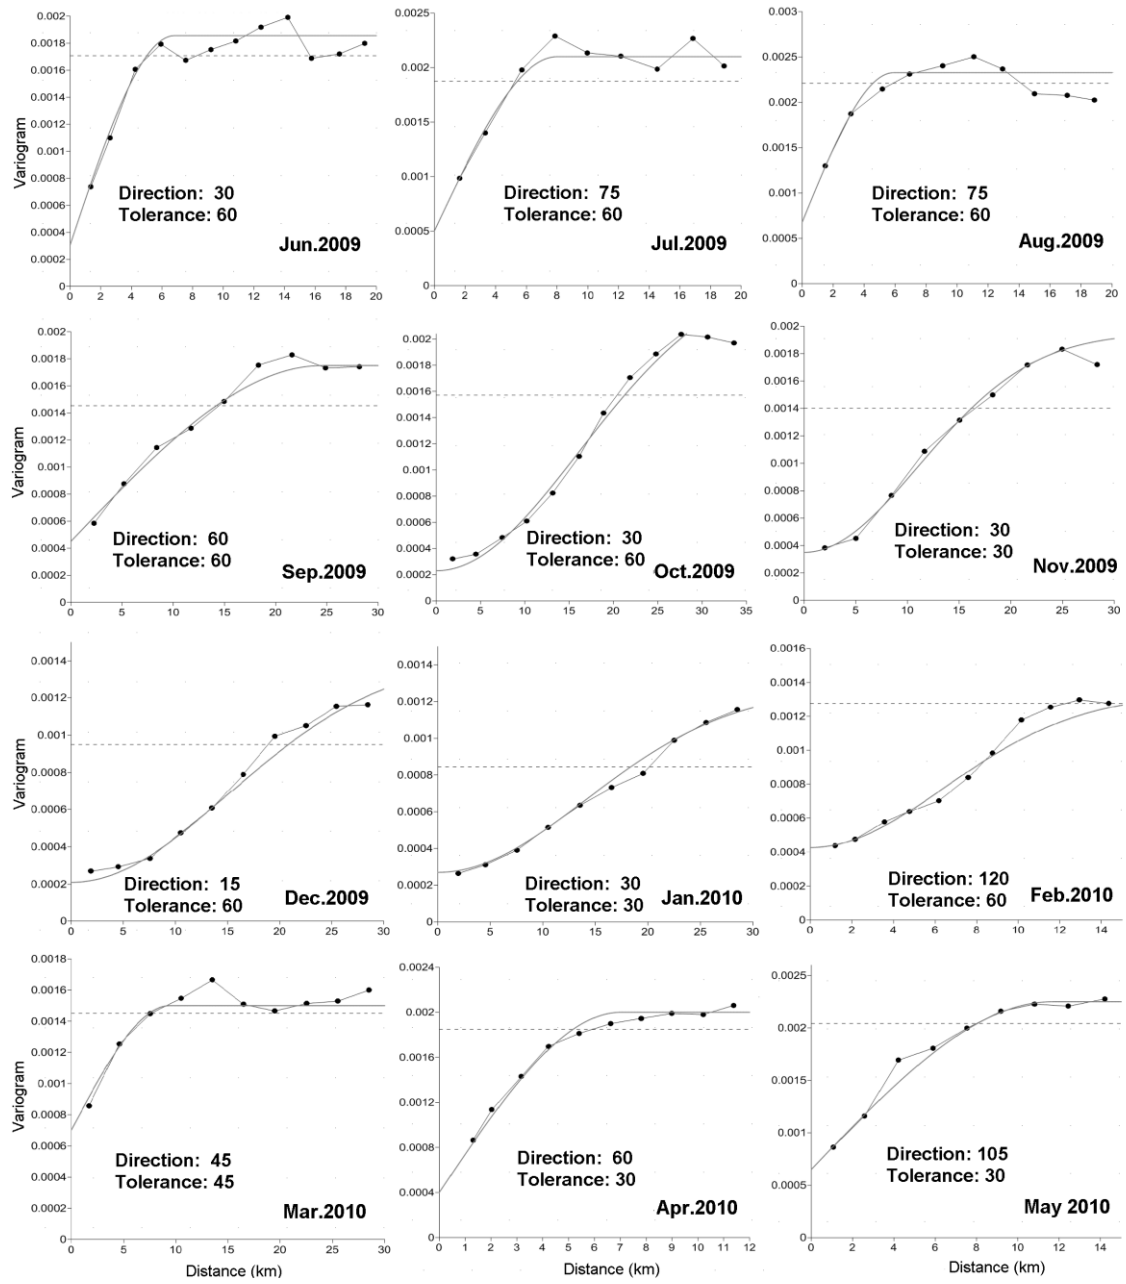 Variogram
0.002
0.0018
0.0016
0.0014
0.0012
0.001
0.0008
0.0006
0.0004
0.0002
0
0 2 4 6 8 10 12 14 16 18 20
Direction: 30
Tolerance: 60
Jun.2009
0.0025
0.002
0.0015
0.001
0.0005
0
0 2 4 6 8 10 12 14 16 18 20
Direction: 75
Tolerance: 60
Jul.2009
0.003
0.0025
0.002
0.0015
0.001
0.0005
0
0 2 4 6 8 10 12 14 16 18 20
Direction: 75
Tolerance: 60
Aug.2009
Variogram
0.002
0.0018
0.0016
0.0014
0.0012
0.001
0.0008
0.0006
0.0004
0.0002
0
0 5 10 15 20 25 30
Direction: 60
Tolerance: 60
Sep.2009
0.002
0.0018
0.0016
0.0014
0.0012
0.001
0.0008
0.0006
0.0004
0.0002
0
0 5 10 15 20 25 30 35
Direction: 30
Tolerance: 60
Oct.2009
0.002
0.0018
0.0016
0.0014
0.0012
0.001
0.0008
0.0006
0.0004
0.0002
0
0 5 10 15 20 25 30
Direction: 30
Tolerance: 30
Nov.2009
Variogram
0.0014
0.0012
0.001
0.0008
0.0006
0.0004
0.0002
0
0 5 10 15 20 25 30
Direction: 15
Tolerance: 60
Dec.2009
0.0014
0.0012
0.001
0.0008
0.0006
0.0004
0.0002
0
0 5 10 15 20 25 30
Direction: 30
Tolerance: 30
Jan.2010
0.0016
0.0014
0.0012
0.001
0.0008
0.0006
0.0004
0.0002
0
0 2 4 6 8 10 12 14
Direction: 120
Tolerance: 60
Feb.2010
Variogram
0.0018
0.0016
0.0014
0.0012
0.001
0.0008
0.0006
0.0004
0.0002
0
0 5 10 15 20 25 30
Direction: 45
Tolerance: 45
Mar.2010
Distance (km)
0.0024
0.002
0.0016
0.0012
0.0008
0.0004
0
0 1 2 3 4 5 6 7 8 9 10 11 12
Direction: 60
Tolerance: 30
Apr.2010
Distance (km)
0.0025
0.002
0.0015
0.001
0.0005
0
0 2 4 6 8 10 12 14
Direction: 105
Tolerance: 30
May 2010
Distance (km)